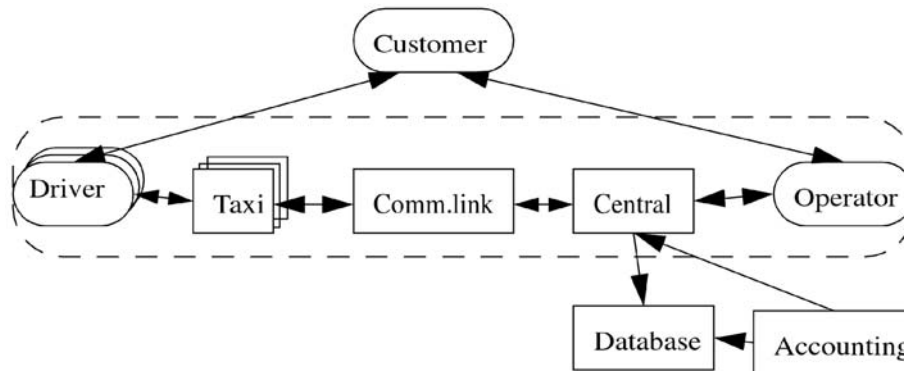 Customer
Driver
Taxi
Comm.link
Central
Operator
Database
Accounting